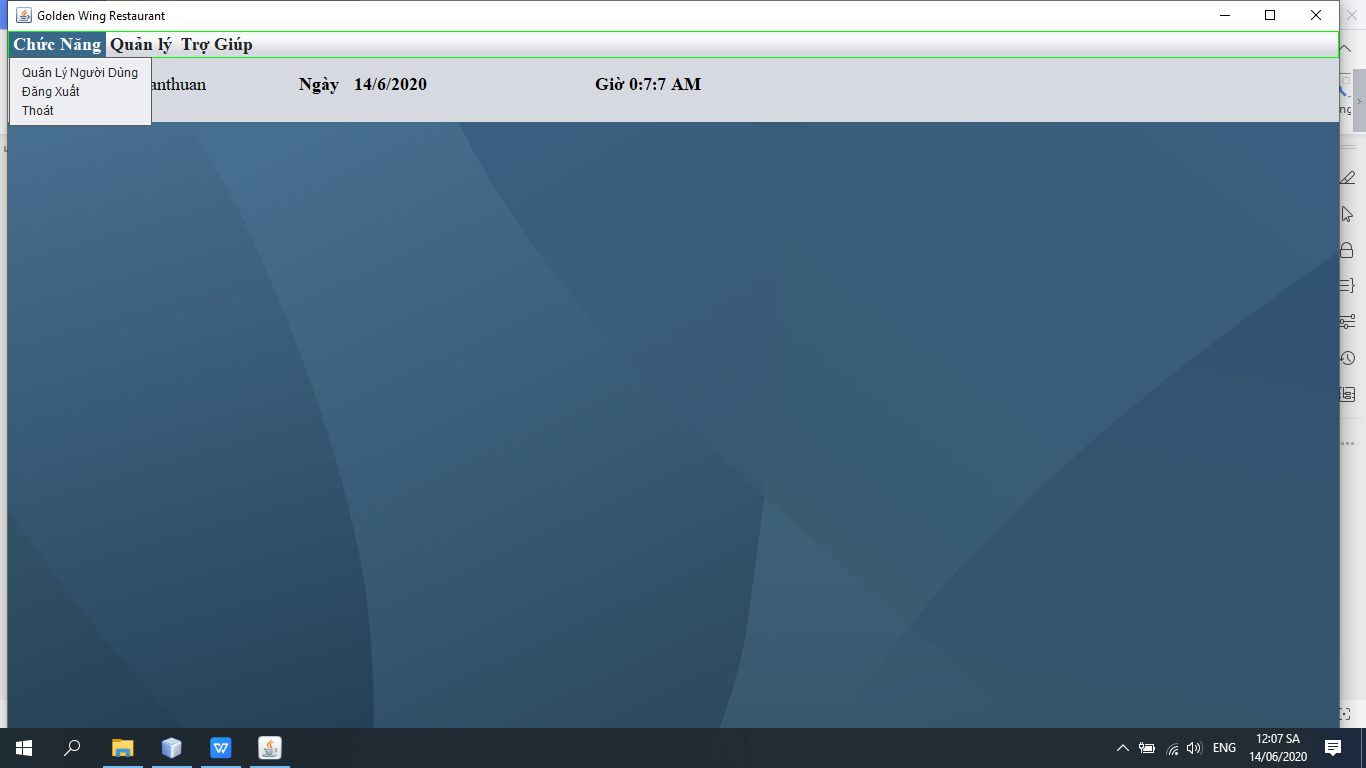 Golden Wing Restaurant
Chức Năng Quản lý Trợ Giúp
Quản Lý Người Dùng
Đăng Xuất
Thoát
anthuan Ngày 14/6/2020 Giờ 0:7:7 AM
ENG
12:07 SA
14/06/2020